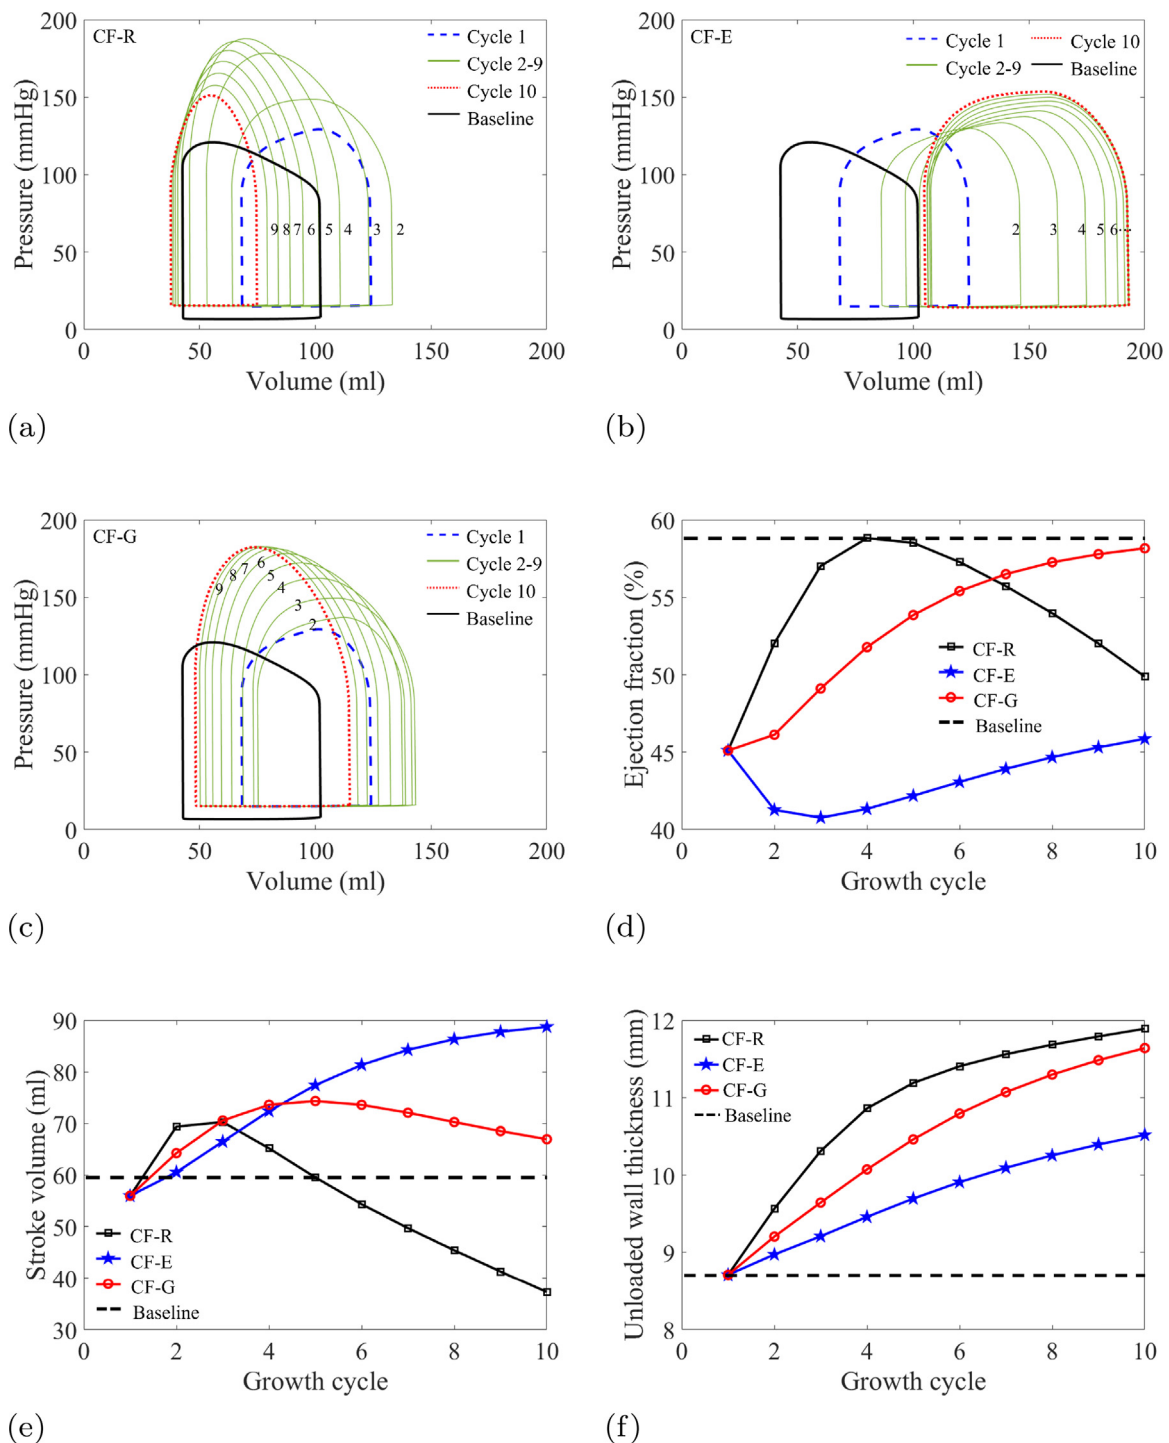 200
CF-R
Cycle 1
Cycle 2-9
Cycle 10
Baseline
150
100
50
0
Pressure (mmHg)
9 8 7 6 5 4 3 2
0 50 100 150 200
Volume (ml)
(a)
200
CF-E
Cycle 1
Cycle 10
Cycle 2-9
Baseline
150
100
50
0
Pressure (mmHg)
2 3 4 5 6...
50 100 150 200
Volume (ml)
(b)
200
CF-G
Cycle 1
Cycle 2-9
Cycle 10
Baseline
150
100
50
0
Pressure (mmHg)
9 8 7 6 5 4 3 2
0 50 100 150 200
Volume (ml)
(c)
60
55
50
45
40
Ejection fraction (%)
CF-R
CF-E
CF-G
Baseline
0 2 4 6 8 10
Growth cycle
(d)
90
80
70
60
50
40
30
Stroke volume (ml)
CF-R
CF-E
CF-G
Baseline
0 2 4 6 8 10
Growth cycle
(e)
12
11
10
9
8
Unloaded wall thickness (mm)
CF-R
CF-E
CF-G
Baseline
0 2 4 6 8 10
Growth cycle
(f)